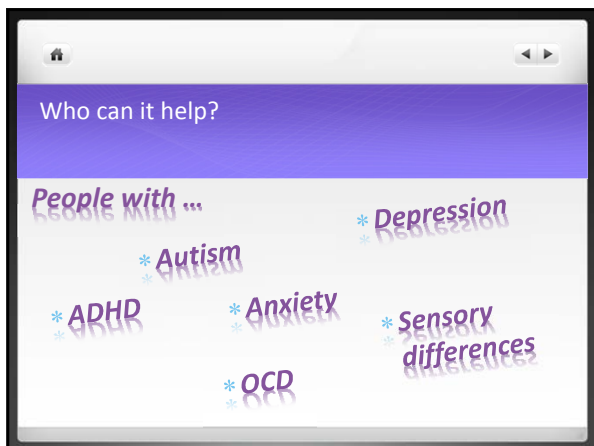 Who can it help?
People with ...
* Depression
* Autism
* ADHD
* Anxiety
* Sensory
differences
* OCD